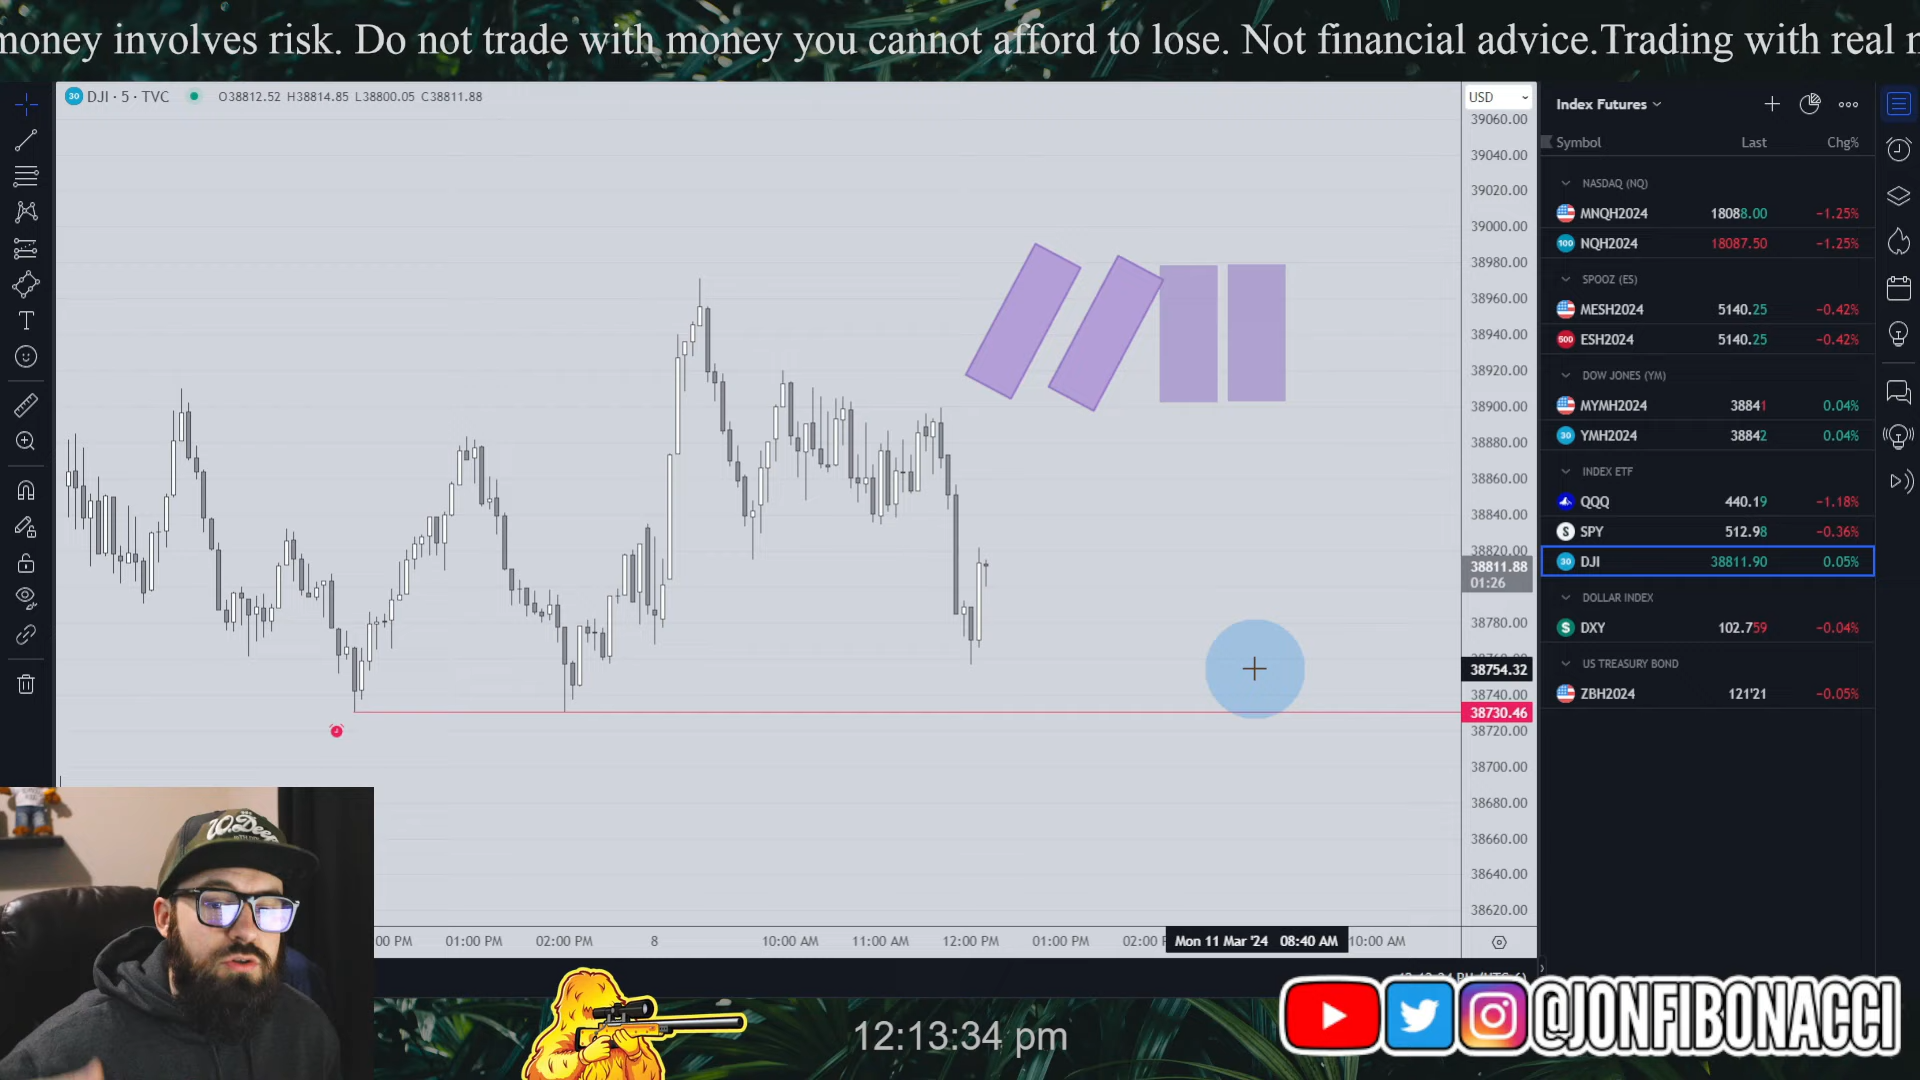 money involves risk. Do not trade with money you cannot afford to lose. Not financial advice.Trading with real
30 DJI · 5 · TVC O38812.52 H38814.85 L38800.05 C38811.88
USD
39060.00
39040.00
39020.00
39000.00
38980.00
38960.00
38940.00
38920.00
38900.00
38880.00
38860.00
38840.00
38820.00
38811.88
01:26
38780.00
38754.32
38740.00
38730.46
38720.00
38700.00
38680.00
38660.00
38640.00
38620.00
00 PM 01:00 PM 02:00 PM 8 10:00 AM 11:00 AM 12:00 PM 01:00 PM 02:00 Mon 11 Mar '24 08:40 AM 10:00 AM
Index Futures
Symbol Last Chg%
NASDAQ (NQ)
MNQH2024 18088.00 −1.25%
100 NQH2024 18087.50 −1.25%
SPOOZ (ES)
MESH2024 5140.25 −0.42%
500 ESH2024 5140.25 −0.42%
DOW JONES (YM)
MYMH2024 38841 0.04%
30 YMH2024 38842 0.04%
INDEX ETF
QQQ 440.19 −1.18%
S SPY 512.98 −0.36%
30 DJI 38811.90 0.05%
DOLLAR INDEX
$ DXY 102.759 −0.04%
US TREASURY BOND
ZBH2024 121'21 −0.05%
10.Deep
12:13:34 pm
@JONFIBONACCI